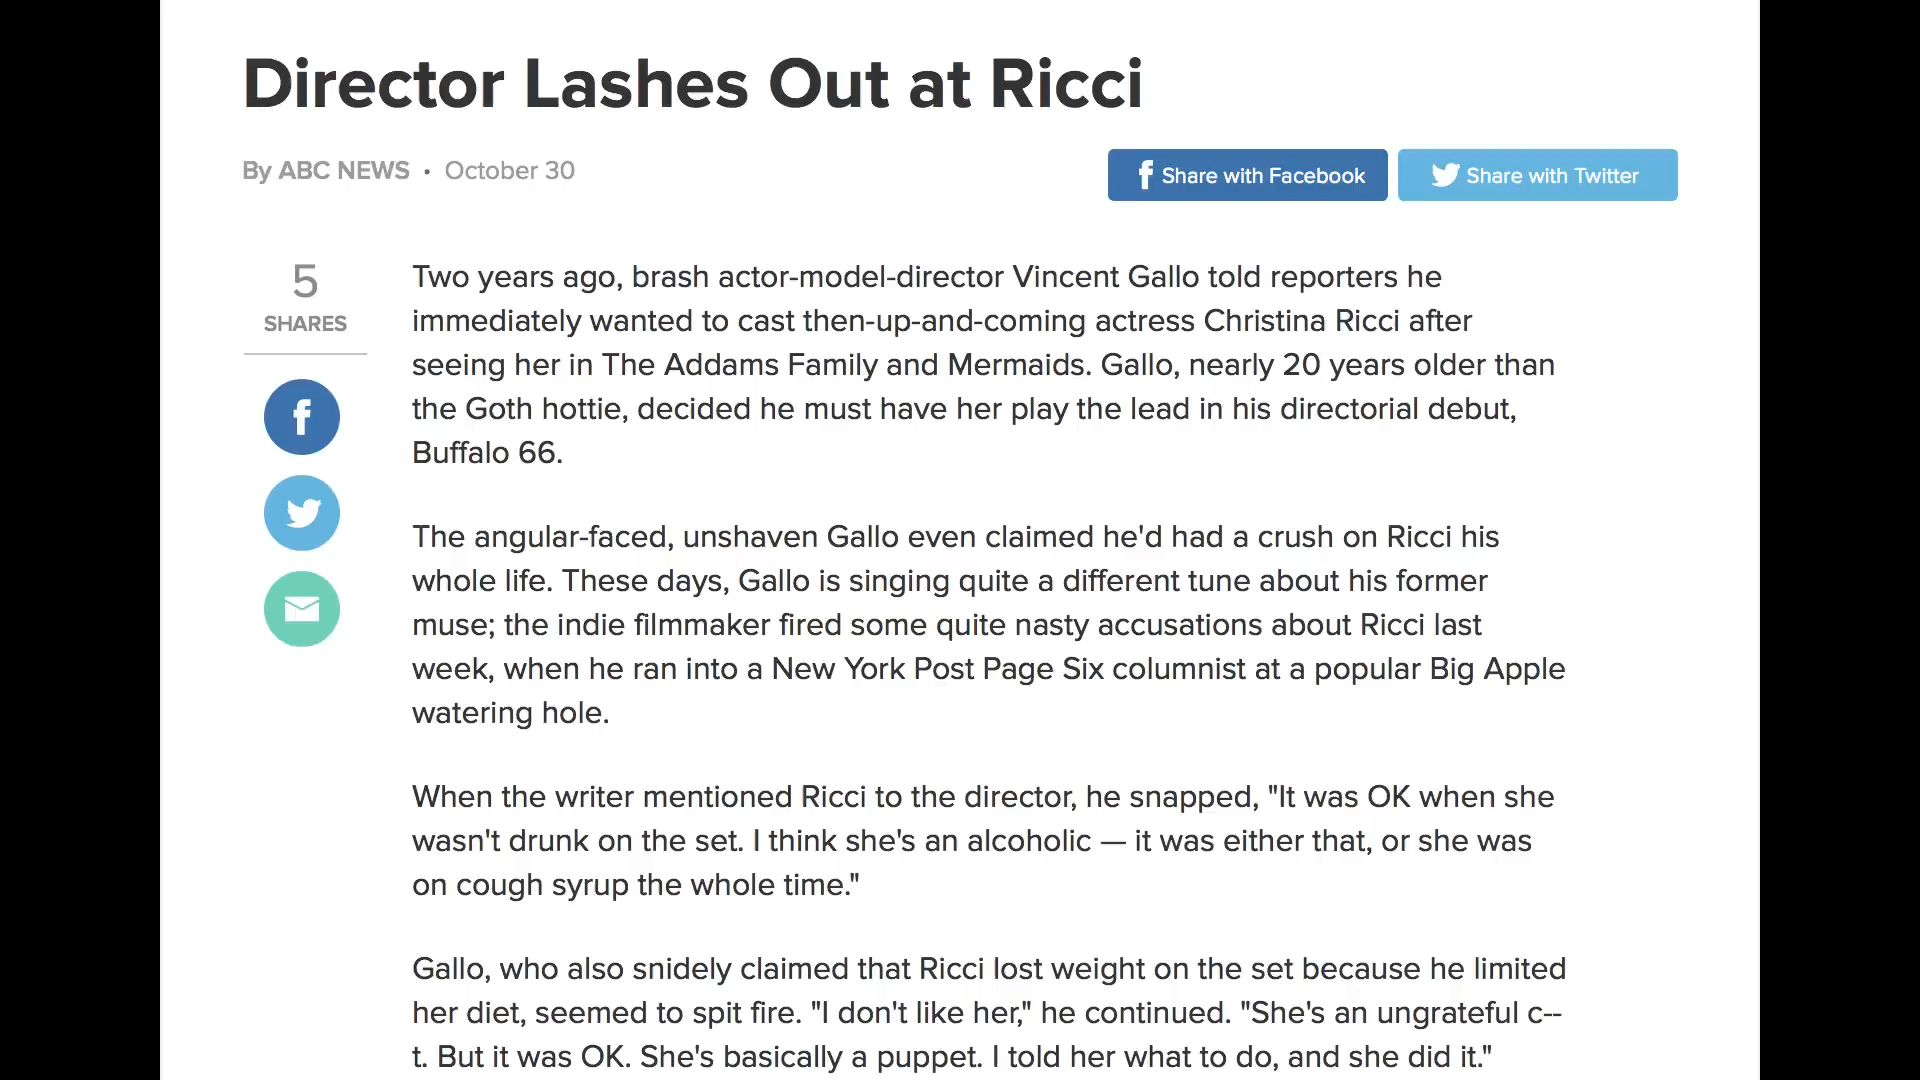 Director Lashes Out at Ricci
By ABC NEWS • October 30
Share with Facebook
Share with Twitter
5
SHARES
Two years ago, brash actor-model-director Vincent Gallo told reporters he
immediately wanted to cast then-up-and-coming actress Christina Ricci after
seeing her in The Addams Family and Mermaids. Gallo, nearly 20 years older than
the Goth hottie, decided he must have her play the lead in his directorial debut,
Buffalo 66.
The angular-faced, unshaven Gallo even claimed he'd had a crush on Ricci his
whole life. These days, Gallo is singing quite a different tune about his former
muse; the indie filmmaker fired some quite nasty accusations about Ricci last
week, when he ran into a New York Post Page Six columnist at a popular Big Apple
watering hole.
When the writer mentioned Ricci to the director, he snapped, "It was OK when she
wasn't drunk on the set. I think she's an alcoholic — it was either that, or she was
on cough syrup the whole time."
Gallo, who also snidely claimed that Ricci lost weight on the set because he limited
her diet, seemed to spit fire. "I don't like her," he continued. "She's an ungrateful c--
t. But it was OK. She's basically a puppet. I told her what to do, and she did it."